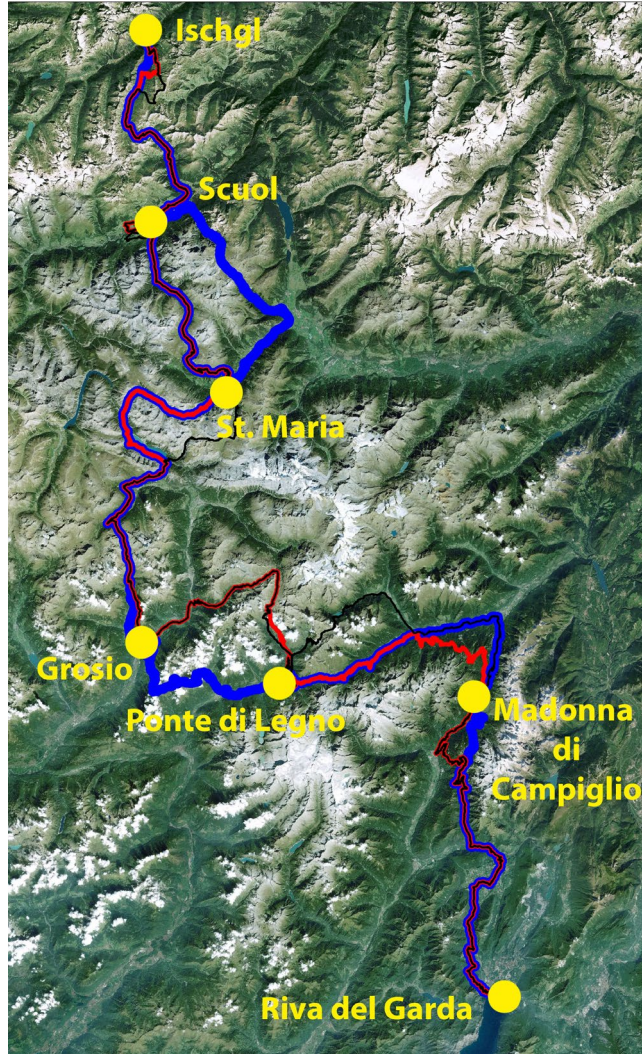 Ischgl
Scuol
St. Maria
Grosio
Ponte di Legno
Madonna
di
Campiglio
Riva del Garda